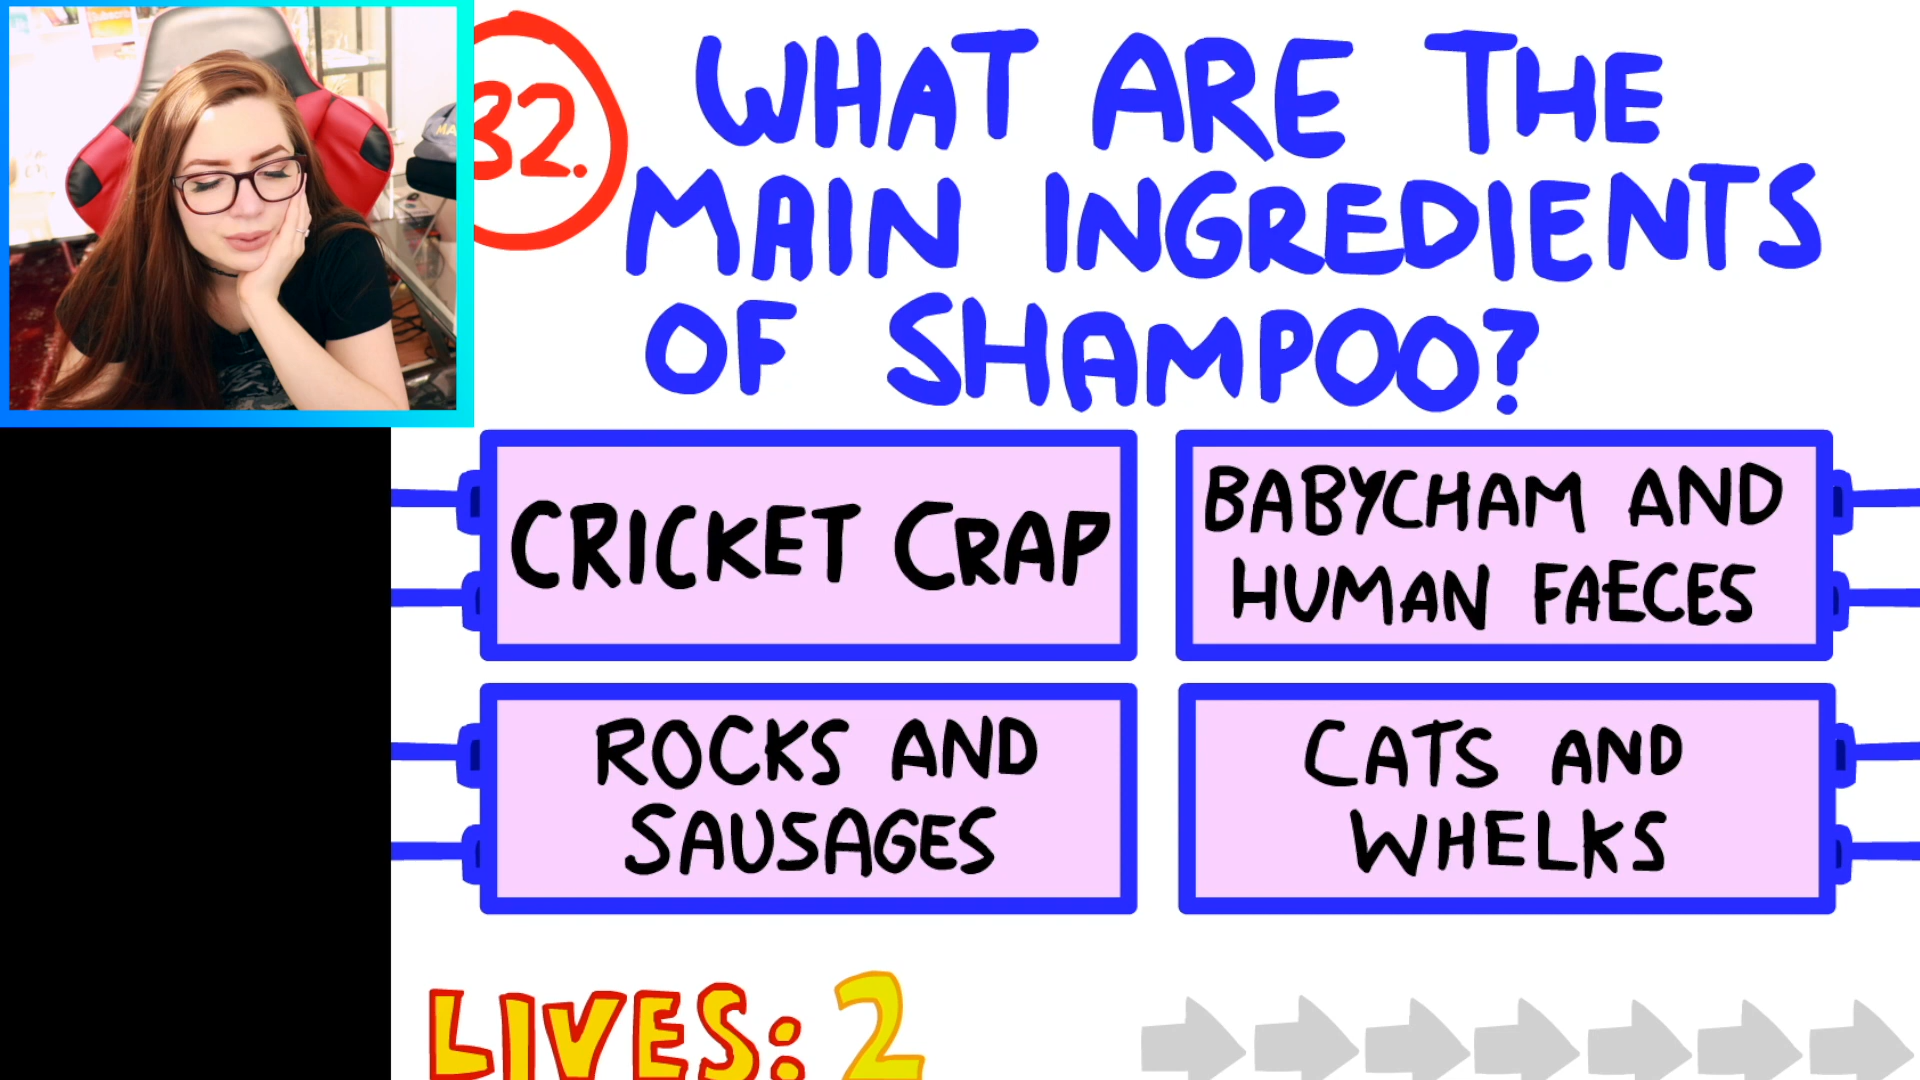 32.
WHAT ARE THE
MAIN INGREDIENTS
OF SHAMPOO?
CRICKET CRAP
BABYCHAM AND
HUMAN FAECES
ROCKS AND
SAUSAGES
CATS AND
WHELKS
LIVES: 2